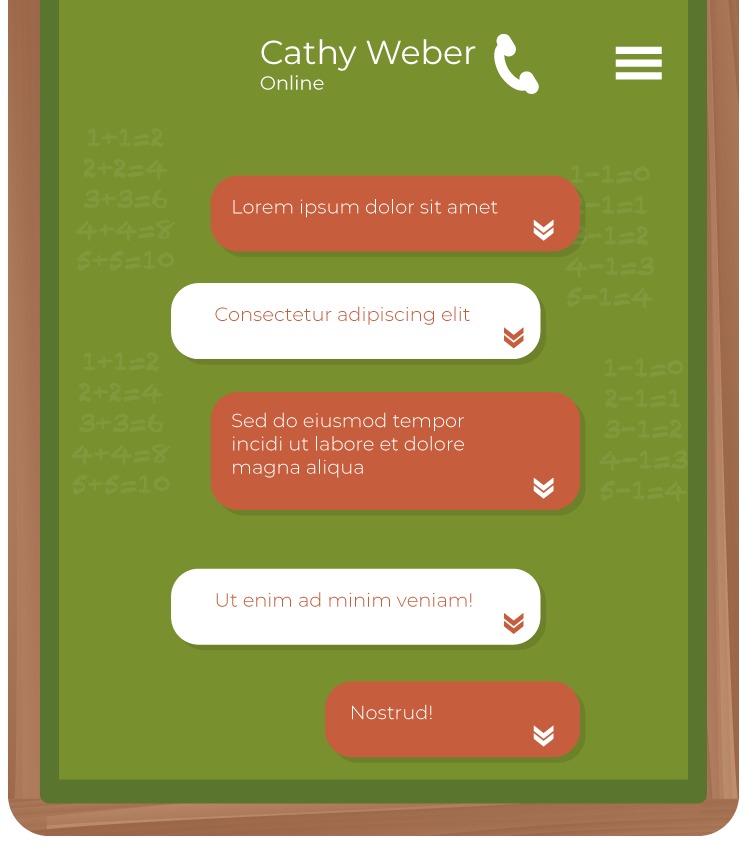 Cathy Weber
Online
1+1=2
2+2=4
3+3=6
4+4=8
5+5=10
1-1=0
-1=1
-1=2
4-1=3
5-1=4
Lorem ipsum dolor sit amet
Consectetur adipiscing elit
1+1=2
2+2=4
3+3=6
4+4=8
5+5=10
1-1=0
2-1=1
3-1=2
4-1=3
5-1=4
Sed do eiusmod tempor
incidi ut labore et dolore
magna aliqua
Ut enim ad minim veniam!
Nostrud!